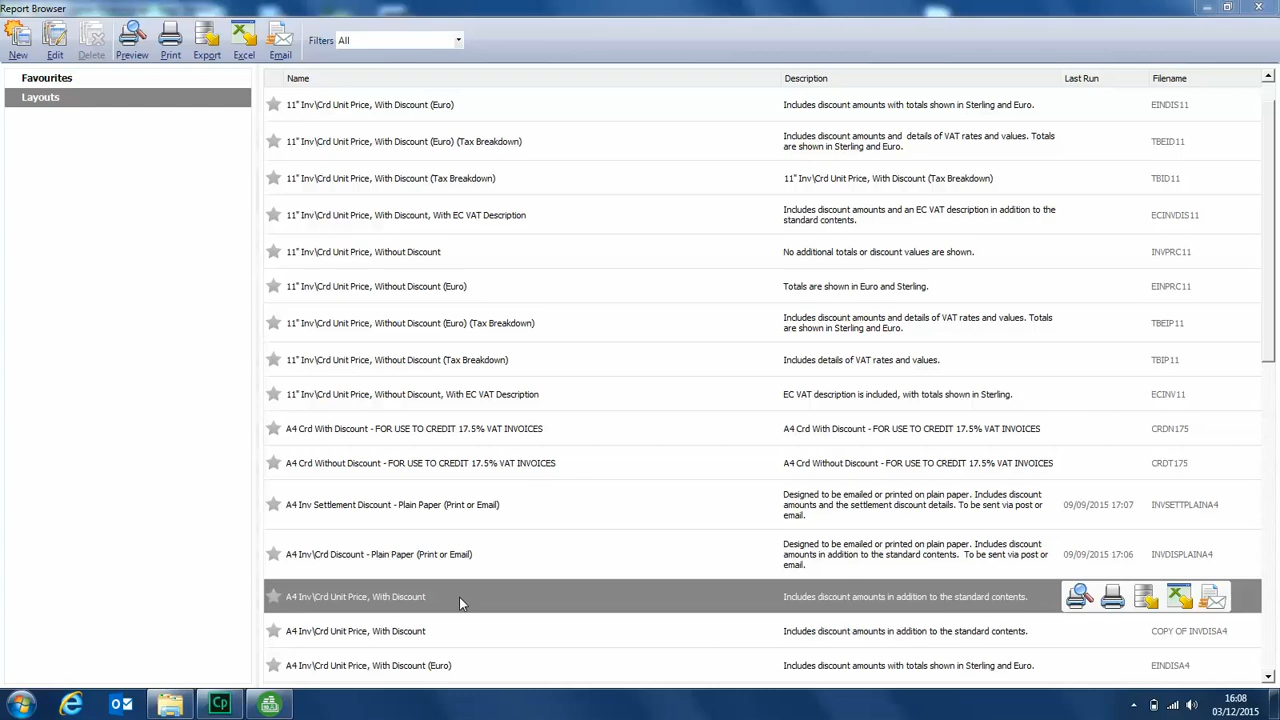 Report Browser
New Edit Delete Preview Print Export Excel Email Filters All
Favourites
Layouts
Name Description Last Run Filename
11" Inv\Crd Unit Price, With Discount (Euro) Includes discount amounts with totals shown in Sterling and Euro. EINDIS11
11" Inv\Crd Unit Price, With Discount (Euro) (Tax Breakdown) Includes discount amounts and details of VAT rates and values. Totals
are shown in Sterling and Euro. TBEID11
11" Inv\Crd Unit Price, With Discount (Tax Breakdown) 11" Inv\Crd Unit Price, With Discount (Tax Breakdown) TBID11
11" Inv\Crd Unit Price, With Discount, With EC VAT Description Includes discount amounts and an EC VAT description in addition to the
standard contents. ECINVDIS11
11" Inv\Crd Unit Price, Without Discount No additional totals or discount values are shown. INVPRC11
11" Inv\Crd Unit Price, Without Discount (Euro) Totals are shown in Euro and Sterling. EINPRC11
11" Inv\Crd Unit Price, Without Discount (Euro) (Tax Breakdown) Includes discount amounts and details of VAT rates and values. Totals
are shown in Sterling and Euro. TBEIP11
11" Inv\Crd Unit Price, Without Discount (Tax Breakdown) Includes details of VAT rates and values. TBIP11
11" Inv\Crd Unit Price, Without Discount, With EC VAT Description EC VAT description is included, with totals shown in Sterling. ECINV11
A4 Crd With Discount - FOR USE TO CREDIT 17.5% VAT INVOICES A4 Crd With Discount - FOR USE TO CREDIT 17.5% VAT INVOICES CRDN175
A4 Crd Without Discount - FOR USE TO CREDIT 17.5% VAT INVOICES A4 Crd Without Discount - FOR USE TO CREDIT 17.5% VAT INVOICES CRDT175
A4 Inv Settlement Discount - Plain Paper (Print or Email) Designed to be emailed or printed on plain paper. Includes discount
amounts and the settlement discount details. To be sent via post or
email. 09/09/2015 17:07 INVSETTPLAINA4
A4 Inv\Crd Discount - Plain Paper (Print or Email) Designed to be emailed or printed on plain paper. Includes discount
amounts in addition to the standard contents. To be sent via post or
email. 09/09/2015 17:06 INVDISPLAINA4
A4 Inv\Crd Unit Price, With Discount Includes discount amounts in addition to the standard contents.
A4 Inv\Crd Unit Price, With Discount Includes discount amounts in addition to the standard contents. COPY OF INVDISA4
A4 Inv\Crd Unit Price, With Discount (Euro) Includes discount amounts with totals shown in Sterling and Euro. EINDISA4
Cp
16:08
03/12/2015